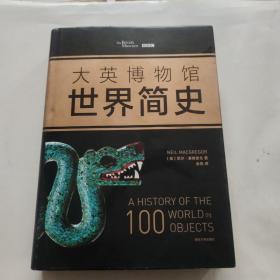 The British Museum BBC
大英博物馆
世界简史
NEIL MACGREGOR
A HISTORY OF THE
100 WORLD IN
OBJECTS